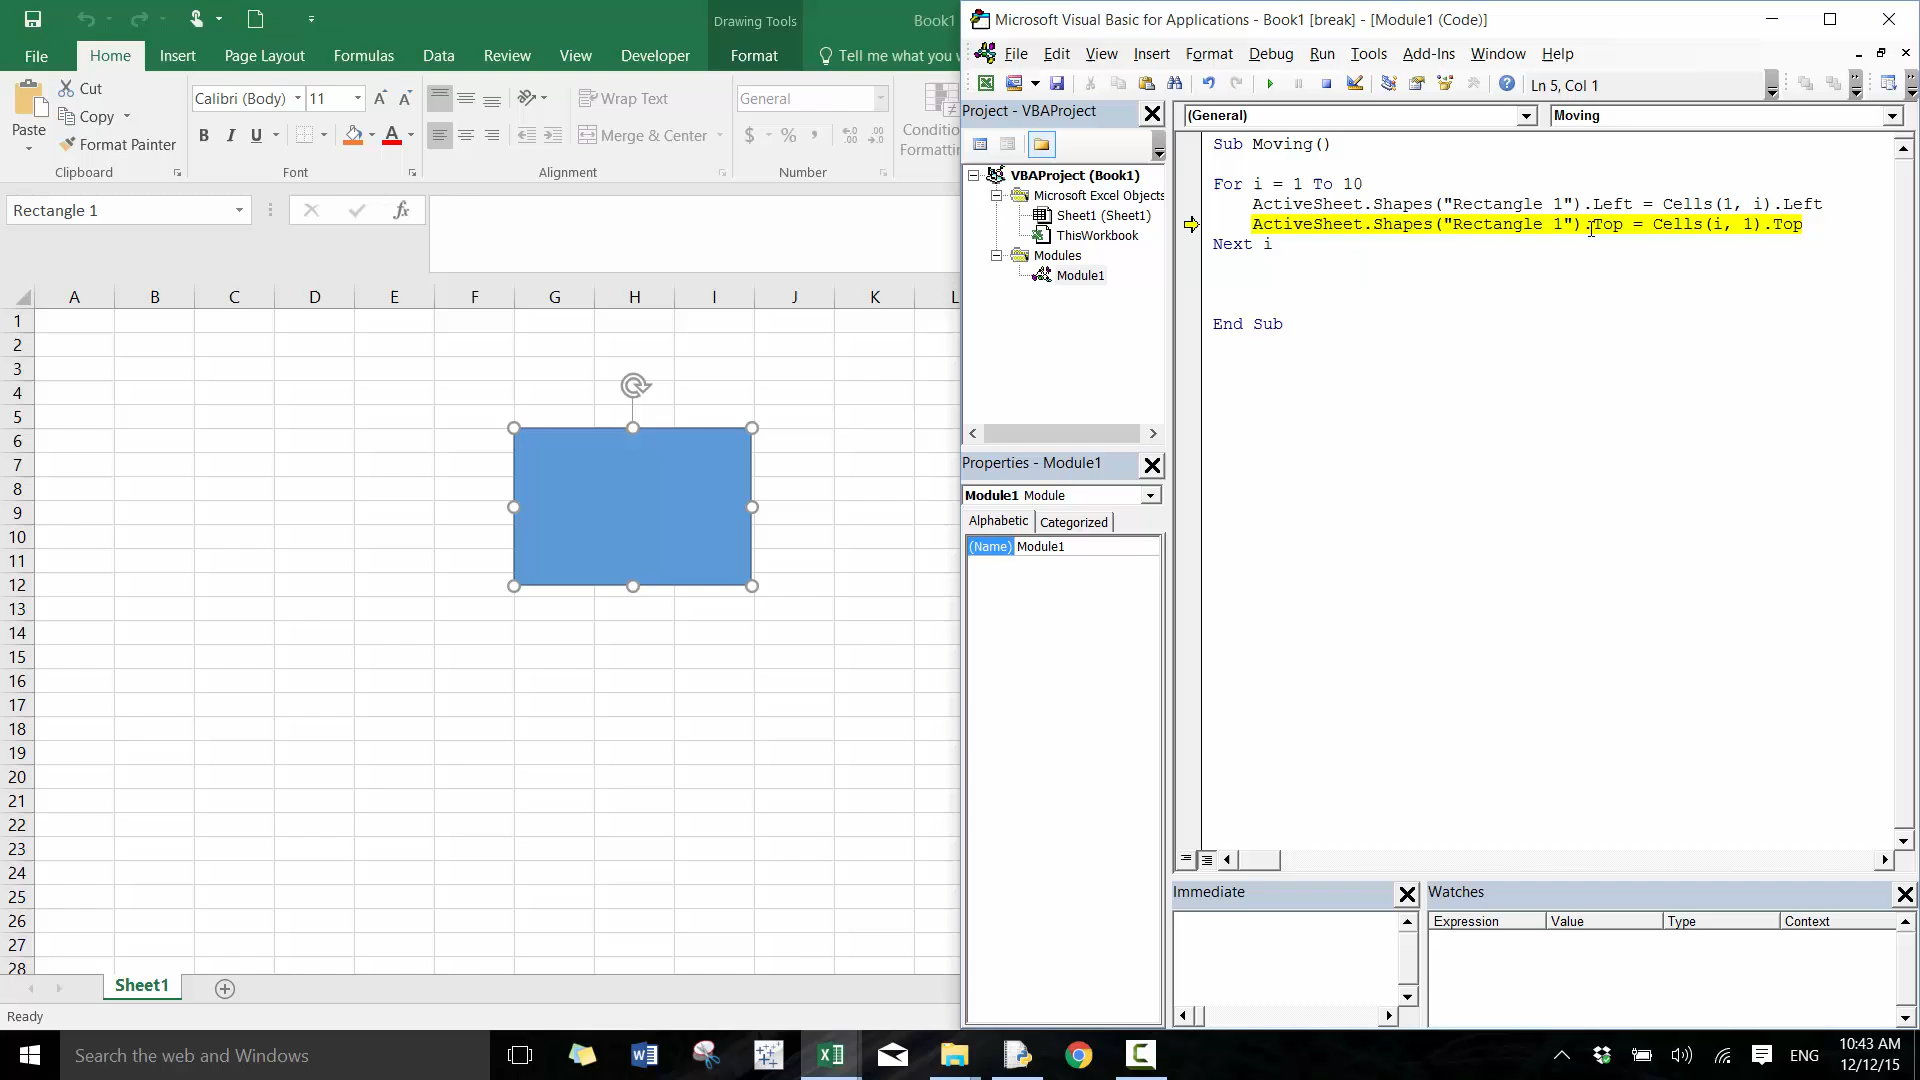 Drawing Tools
Book1
File
Home
Insert
Page Layout
Formulas
Data
Review
View
Developer
Format
Tell me what you
Paste
Cut
Copy
Format Painter
Clipboard
Calibri (Body)
11
A
A
B
I
U
A
Font
Wrap Text
Merge & Center
Alignment
General
$
%
Number
Conditio
Formattin
Rectangle 1
fx
A B C D E F G H I J K L
1
2
3
4
5
6
7
8
9
10
11
12
13
14
15
16
17
18
19
20
21
22
23
24
25
26
27
28
Sheet1
Ready
Microsoft Visual Basic for Applications - Book1 [break] - [Module1 (Code)]
File Edit View Insert Format Debug Run Tools Add-Ins Window Help
Ln 5, Col 1
Project - VBAProject
VBAProject (Book1)
Microsoft Excel Objects
Sheet1 (Sheet1)
ThisWorkbook
Modules
Module1
Properties - Module1
Module1 Module
Alphabetic
Categorized
(Name) Module1
(General)
Moving
Sub Moving()
For i = 1 To 10
ActiveSheet.Shapes("Rectangle 1").Left = Cells(1, i).Left
ActiveSheet.Shapes("Rectangle 1").Top = Cells(i, 1).Top
Next i
End Sub
Immediate
Watches
Expression Value Type Context
Search the web and Windows
ENG
10:43 AM
12/12/15